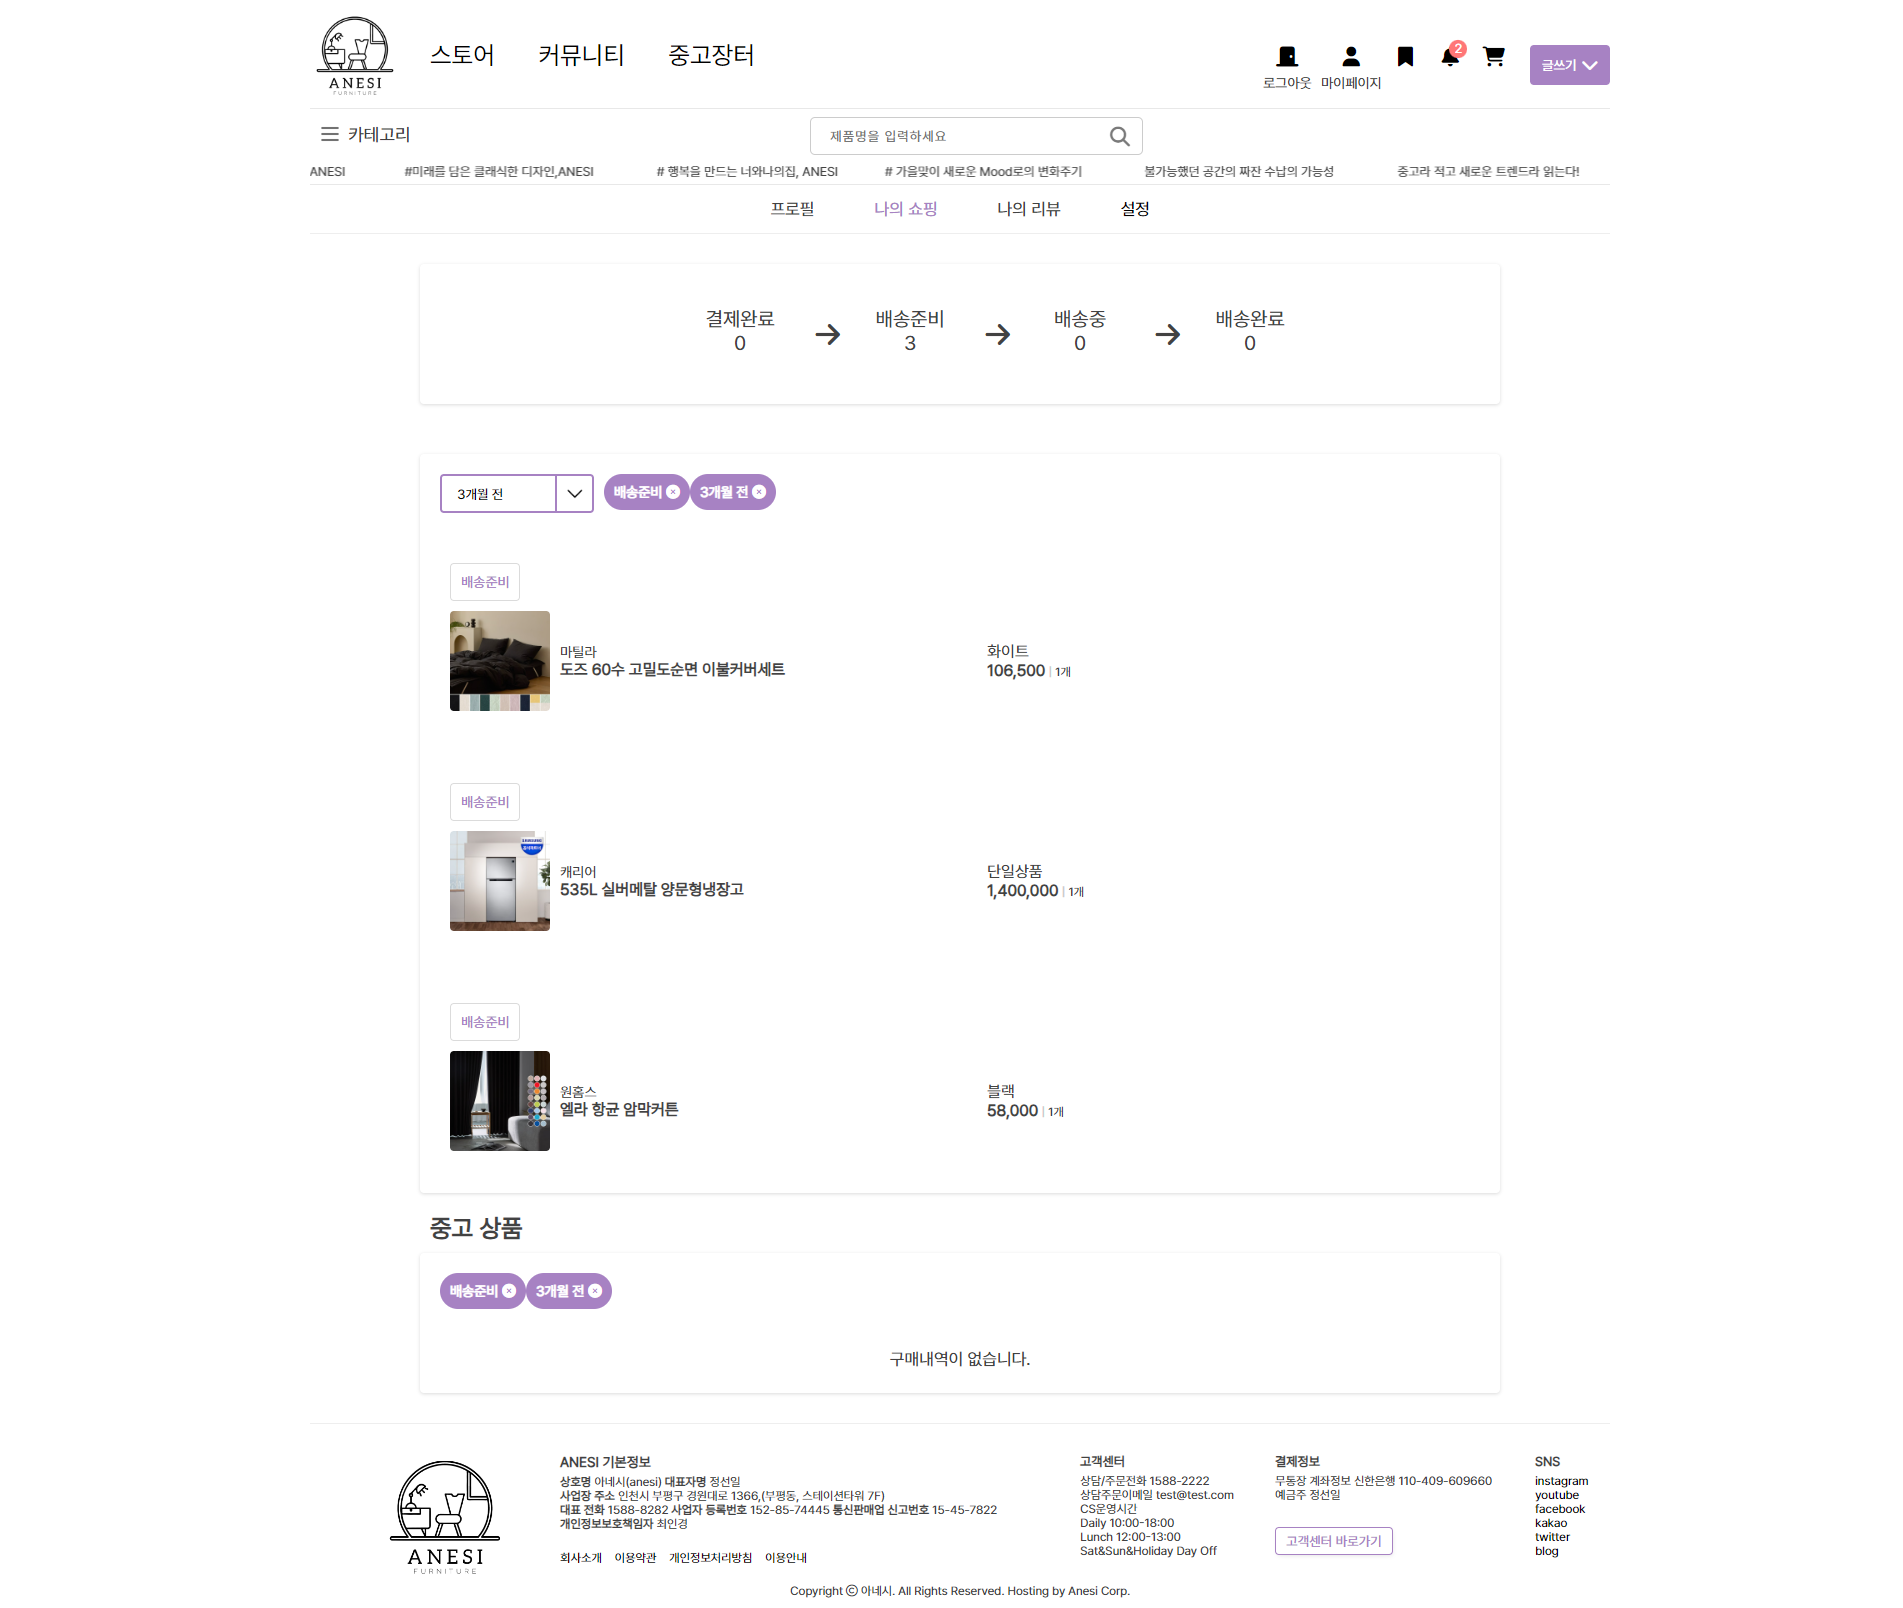 ANESI
FURNITURE
스토어
커뮤니티
중고장터
로그아웃
마이페이지
2
글쓰기
카테고리
제품명을 입력하세요
ANESI
#미래를 담은 클래식한 디자인,ANESI
# 행복을 만드는 너와나의집, ANESI
# 가을맞이 새로운 Mood로의 변화주기
불가능했던 공간의 짜잔 수납의 가능성
중고라 적고 새로운 트렌드라 읽는다!
프로필
나의 쇼핑
나의 리뷰
설정
결제완료
0
배송준비
3
배송중
0
배송완료
0
3개월 전
배송준비
3개월 전
배송준비
마틸라
도즈 60수 고밀도순면 이불커버세트
화이트
106,500 | 1개
배송준비
캐리어
535L 실버메탈 양문형냉장고
단일상품
1,400,000 | 1개
배송준비
원홈스
엘라 항균 암막커튼
블랙
58,000 | 1개
중고 상품
배송준비
3개월 전
구매내역이 없습니다.
ANESI
FURNITURE
ANESI 기본정보
상호명 아네시(anesi) 대표자명 정선일
사업장 주소 인천시 부평구 경원대로 1366,(부평동, 스테이션타워 7F)
대표 전화 1588-8282 사업자 등록번호 152-85-74445 통신판매업 신고번호 15-45-7822
개인정보보호책임자 최인경
회사소개 이용약관 개인정보처리방침 이용안내
고객센터
상담/주문전화 1588-2222
상담주문이메일 test@test.com
CS운영시간
Daily 10:00-18:00
Lunch 12:00-13:00
Sat&Sun&Holiday Day Off
결제정보
무통장 계좌정보 신한은행 110-409-609660
예금주 정선일
고객센터 바로가기
SNS
instagram
youtube
facebook
kakao
twitter
blog
Copyright ⓒ 아네시. All Rights Reserved. Hosting by Anesi Corp.